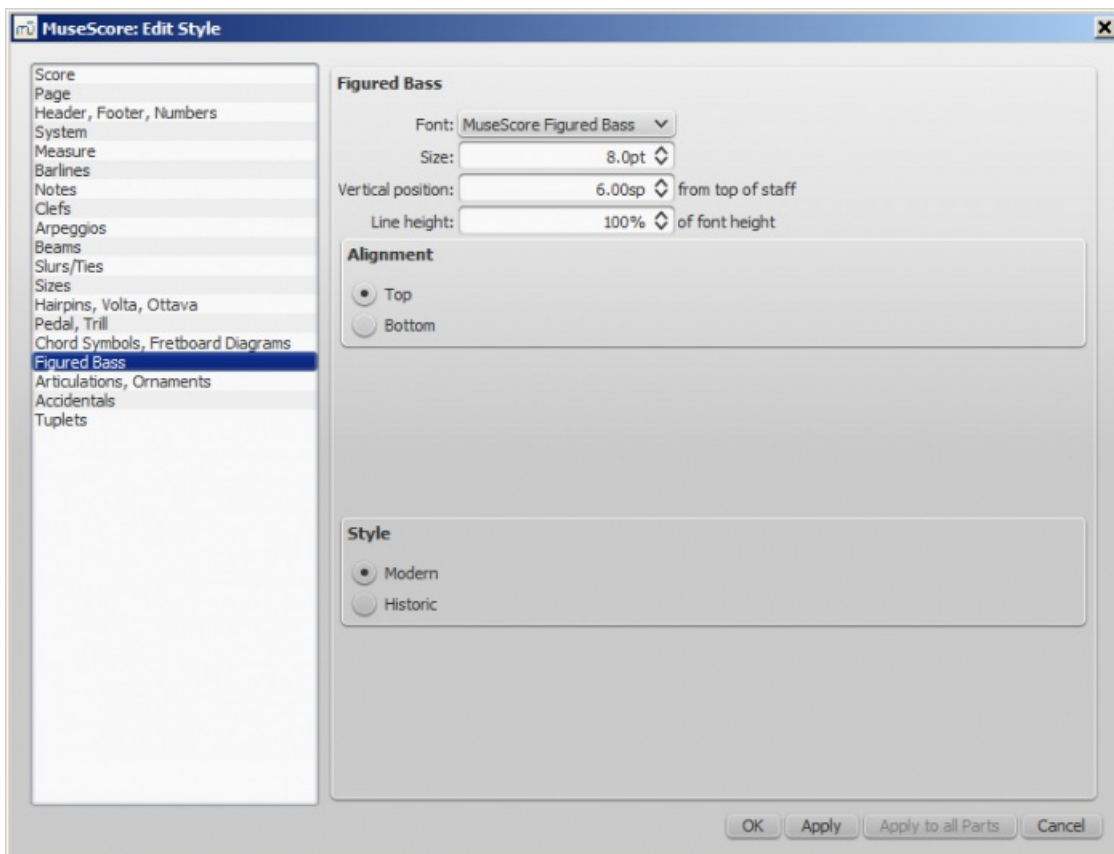 MuseScore: Edit Style
Score
Page
Header, Footer, Numbers
System
Measure
Barlines
Notes
Clefs
Arpeggios
Beams
Slurs/Ties
Sizes
Hairpins, Volta, Ottava
Pedal, Trill
Chord Symbols, Fretboard Diagrams
Figured Bass
Articulations, Ornaments
Accidentals
Tuplets
Figured Bass
Font: MuseScore Figured Bass
Size: 8.0pt
Vertical position: 6.00sp from top of staff
Line height: 100% of font height
Alignment
Top
Bottom
Style
Modern
Historic
OK Apply Apply to all Parts Cancel